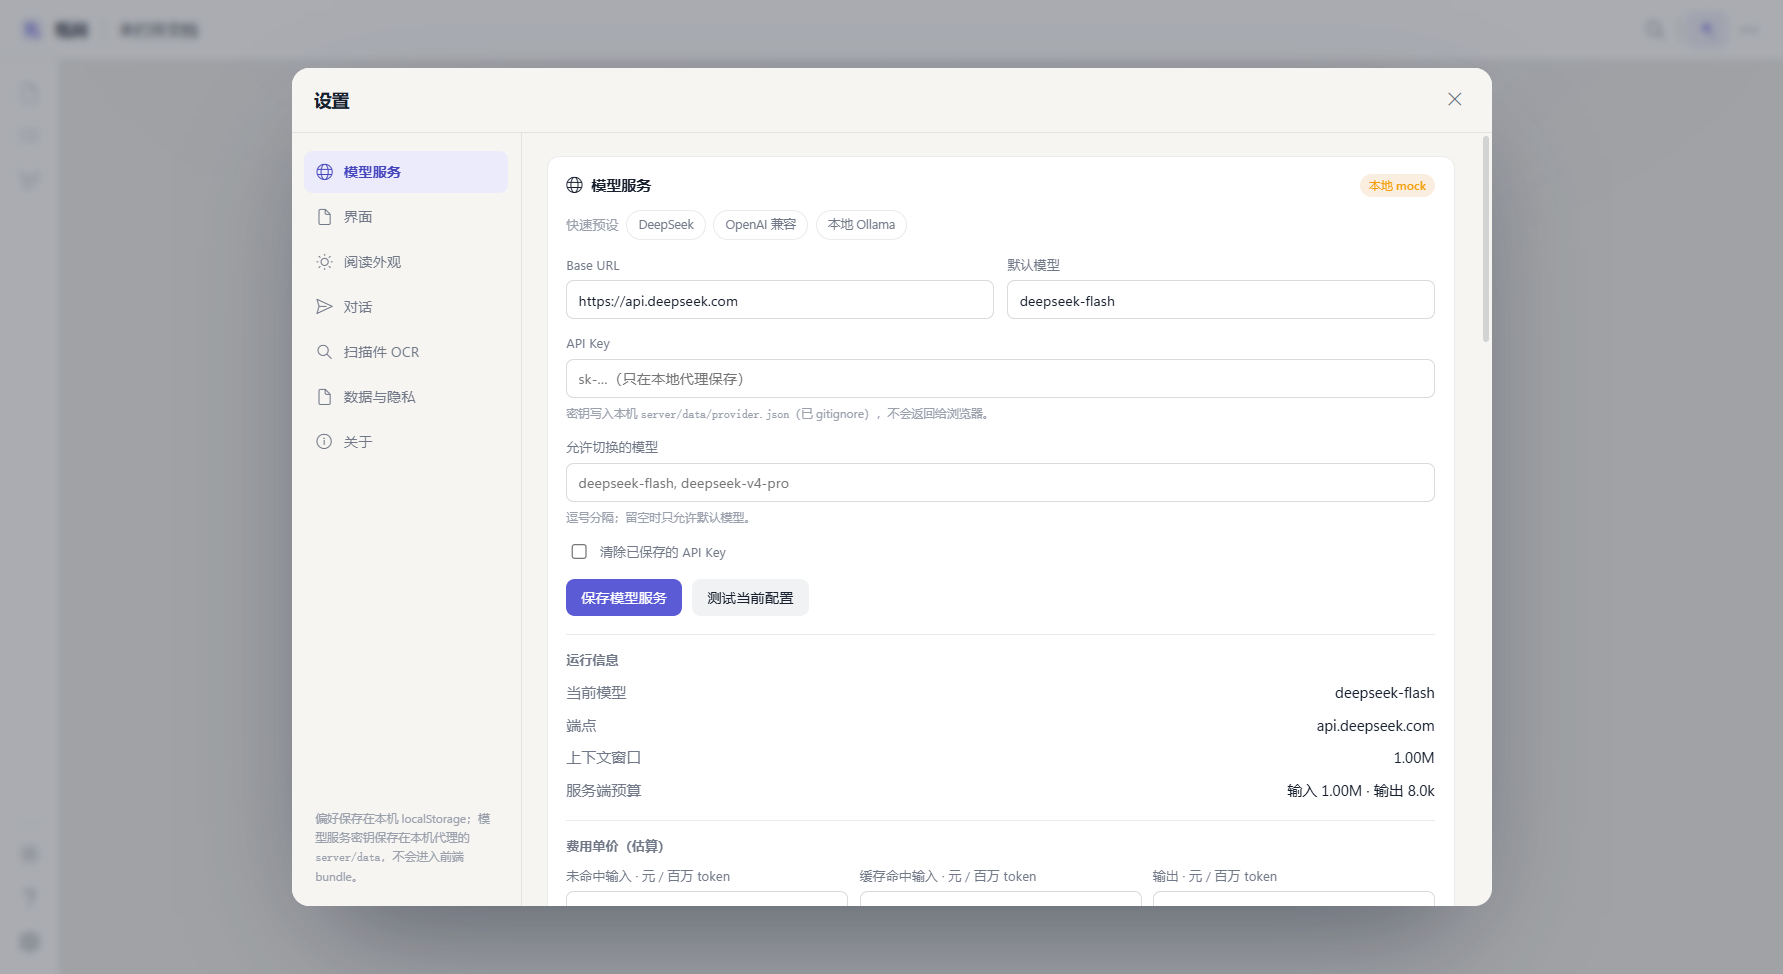 设置
模型服务
界面
阅读外观
对话
扫描件 OCR
数据与隐私
关于
偏好保存在本机 localStorage；模
型服务密钥保存在本机代理的
server/data，不会进入前端
bundle。
模型服务
本地 mock
快速预设 DeepSeek OpenAI 兼容 本地 Ollama
Base URL
https://api.deepseek.com
默认模型
deepseek-flash
API Key
sk-...（只在本地代理保存）
密钥写入本机 server/data/provider.json（已 gitignore），不会返回给浏览器。
允许切换的模型
deepseek-flash, deepseek-v4-pro
逗号分隔；留空时只允许默认模型。
清除已保存的 API Key
保存模型服务 测试当前配置
运行信息
当前模型 deepseek-flash
端点 api.deepseek.com
上下文窗口 1.00M
服务端预算 输入 1.00M · 输出 8.0k
费用单价（估算）
未命中输入 · 元 / 百万 token 缓存命中输入 · 元 / 百万 token 输出 · 元 / 百万 token